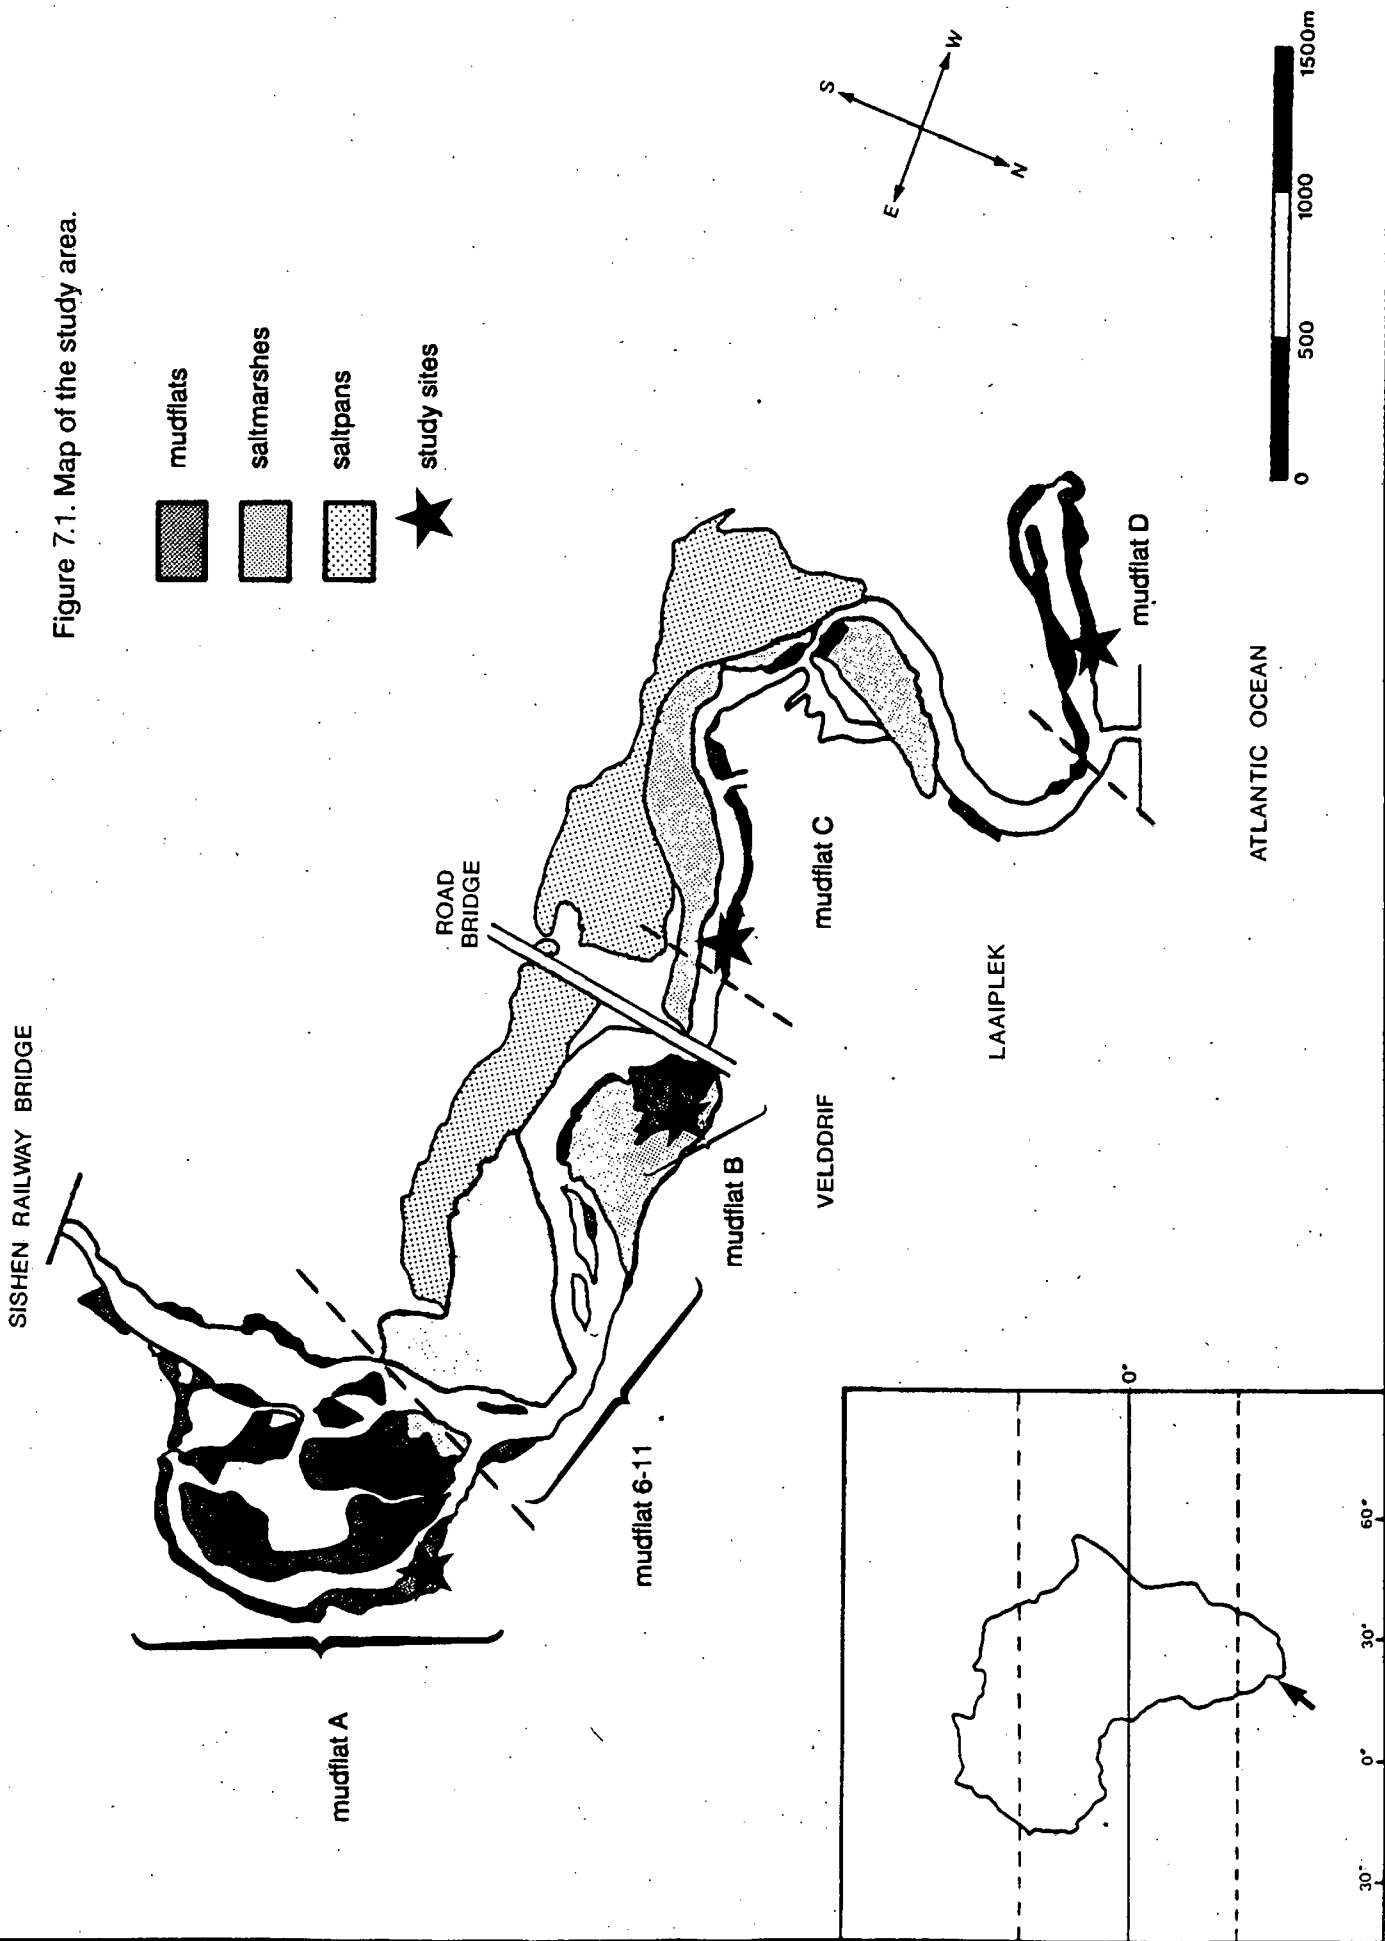 Figure 7.1. Map of the study area.
mudflats
saltmarshes
saltpans
study sites
SISHEN RAILWAY BRIDGE
ROAD
BRIDGE
S
W
E
N
mudflat A
mudflat 6-11
mudflat B
VELDDRIF
mudflat C
LAAIPLEK
mudflat D
ATLANTIC OCEAN
0
500
1000
1500m
0°
30°
0°
30°
60°